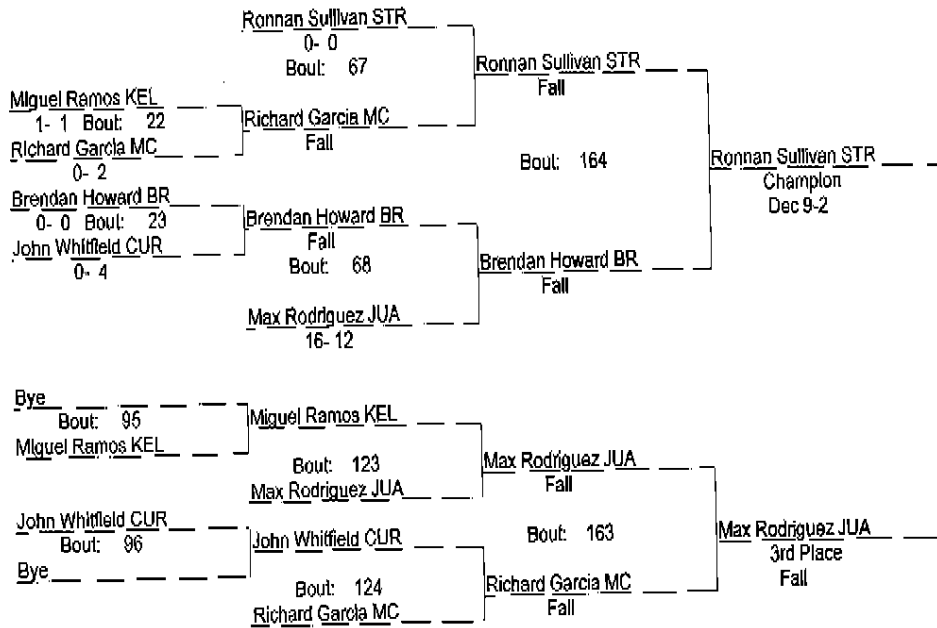 Ronnan Sullivan STR
0- 0
Bout: 67
Ronnan Sullivan STR
Fall
Miguel Ramos KEL
1- 1 Bout: 22
Richard Garcia MC
Fall
Richard Garcia MC
0- 2
Bout: 164
Ronnan Sullivan STR
Champion
Dec 9-2
Brendan Howard BR
0- 0 Bout: 23
Brendan Howard BR
Fall
John Whitfield CUR
0- 4
Bout: 68
Brendan Howard BR
Fall
Max Rodriguez JUA
16- 12
Bye
Bout: 95
Miguel Ramos KEL
Miguel Ramos KEL
Bout: 123
Max Rodriguez JUA
Max Rodriguez JUA
Fall
John Whitfield CUR
Bout: 96
Bye
John Whitfield CUR
Bout: 163
Max Rodriguez JUA
3rd Place
Fall
Bout: 124
Richard Garcia MC
Richard Garcia MC
Fall